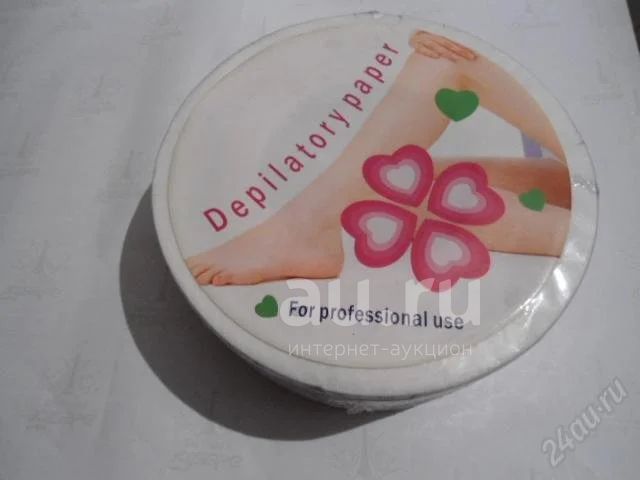 Depilatory paper
For professional use
au.ru
интернет-аукцион
24au.ru